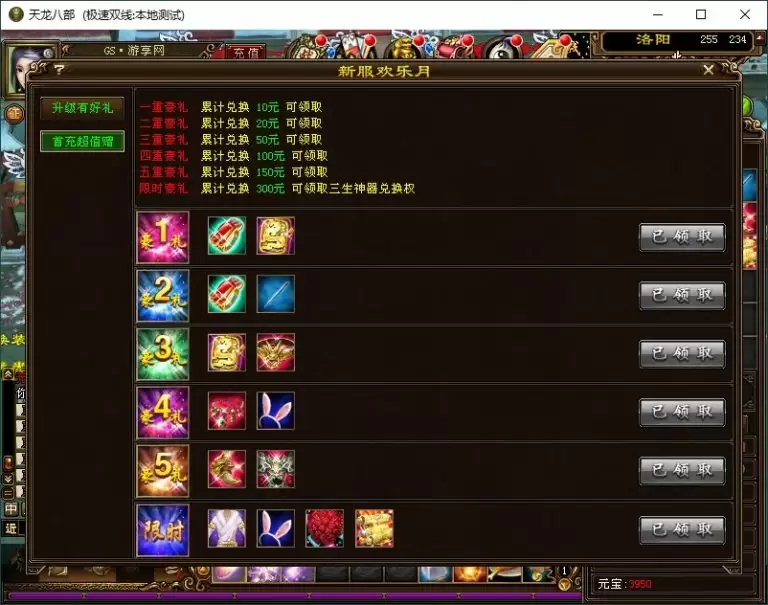 天龙八部 (极速双线:本地测试)
GS·游享网
充值
洛阳 255 234
? 新服欢乐月
升级有好礼
首充超值赠
一重豪礼 累计兑换 10元 可领取
二重豪礼 累计兑换 20元 可领取
三重豪礼 累计兑换 50元 可领取
四重豪礼 累计兑换 100元 可领取
五重豪礼 累计兑换 150元 可领取
限时豪礼 累计兑换 300元 可领取三生神器兑换权
豪1礼 已领取
豪2礼 已领取
豪3礼 已领取
豪4礼 已领取
豪5礼 已领取
限时 已领取
换装
你
近
1
元宝:3950